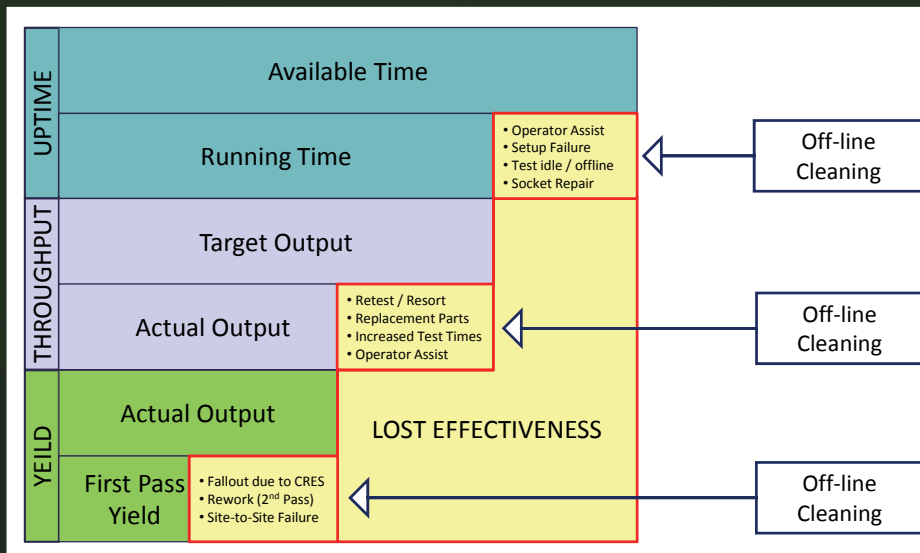 UPTIME
Available Time
Running Time
• Operator Assist
• Setup Failure
• Test idle / offline
• Socket Repair
Off-line
Cleaning
THROUGHPUT
Target Output
Actual Output
• Retest / Resort
• Replacement Parts
• Increased Test Times
• Operator Assist
Off-line
Cleaning
YEILD
Actual Output
LOST EFFECTIVENESS
First Pass
Yield
• Fallout due to CRES
• Rework (2nd Pass)
• Site-to-Site Failure
Off-line
Cleaning